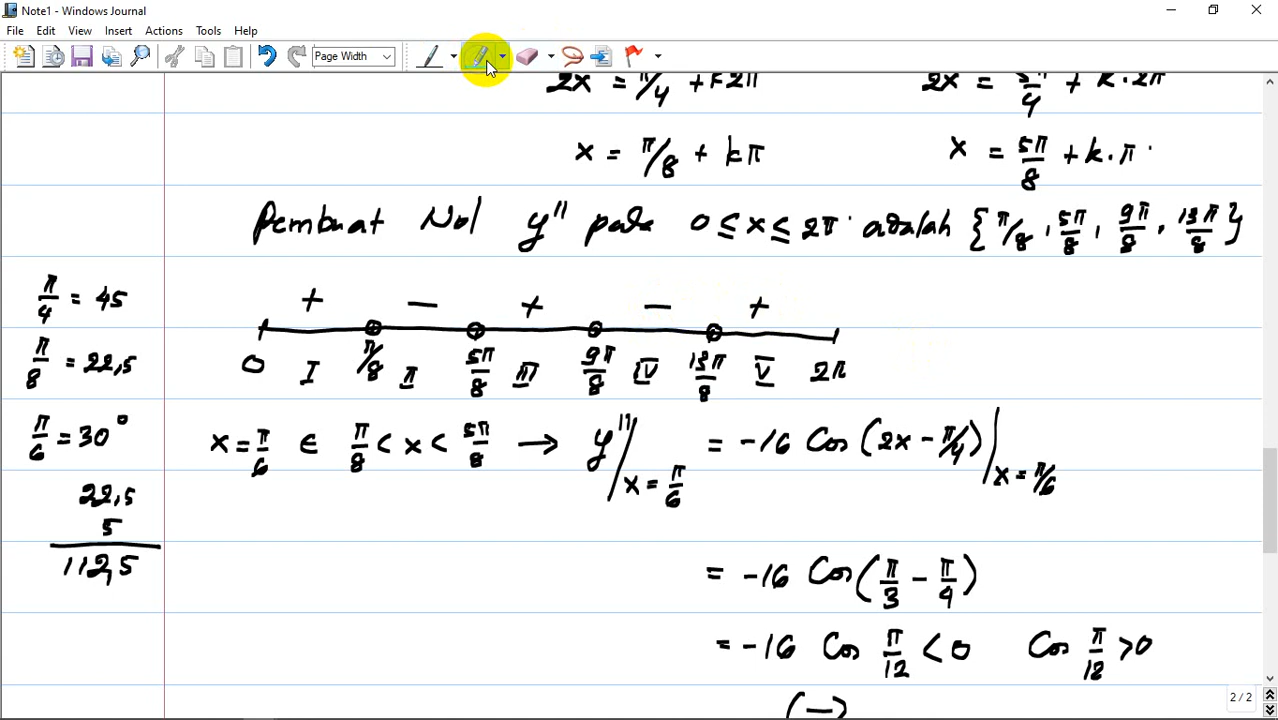 Note1 - Windows Journal
File Edit View Insert Actions Tools Help
Page Width
2x = π/4 + k2π 2x = 5π/4 + k·2π
x = π/8 + kπ x = 5π/8 + k·π
Pembuat Nol y'' pada 0 ≤ x ≤ 2π adalah {π/8, 5π/8, 9π/8, 13π/8}
π/4 = 45
+ − + − +
0 I π/8 II 5π/8 III 9π/8 IV 13π/8 V 2π
π/8 = 22,5
π/6 = 30°
x = π/6 ∈ π/8 < x < 5π/8 → y''/x = π/6 = -16 Cos(2x - π/4)|x = π/6
22,5
5
112,5
= -16 Cos(π/3 - π/4)
= -16 Cos π/12 < 0 Cos π/12 > 0
(−)
2 / 2